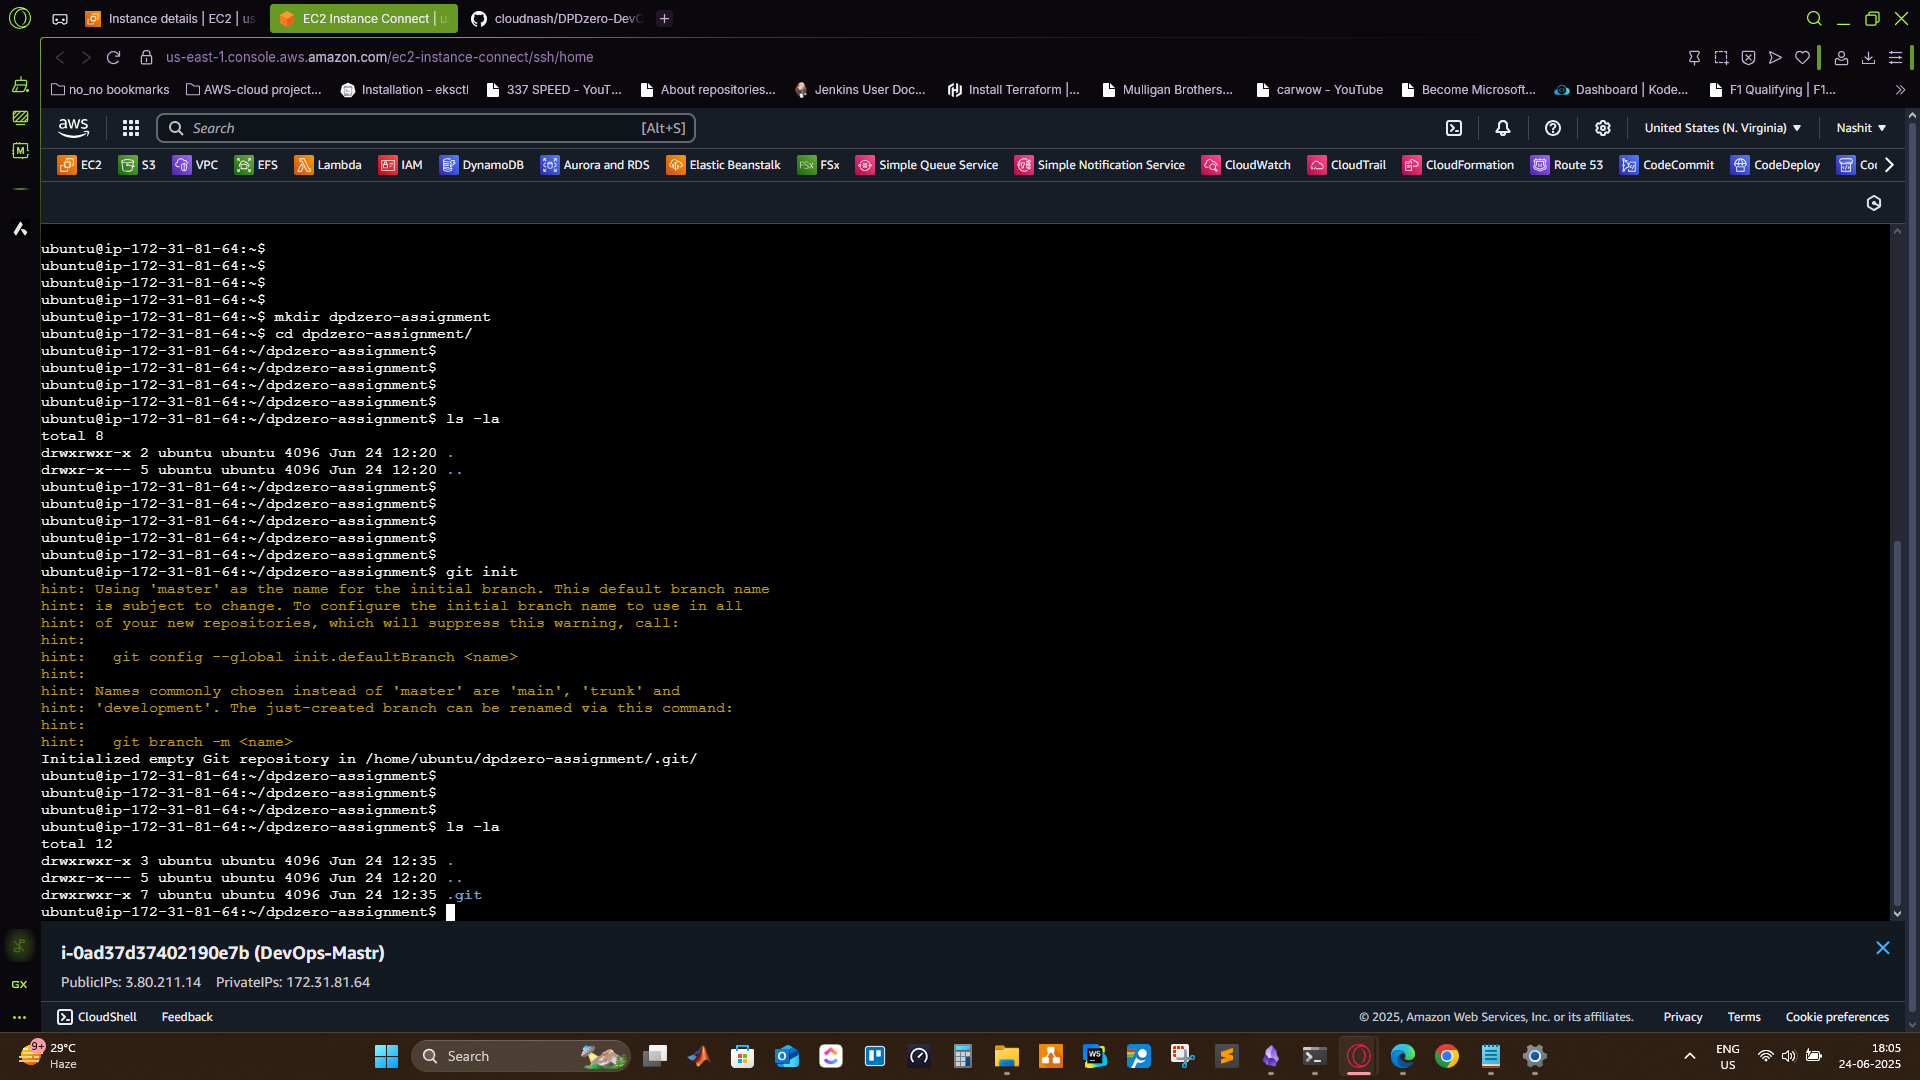 Instance details | EC2 | us
EC2 Instance Connect | u
cloudnash/DPDzero-DevO
us-east-1.console.aws.amazon.com/ec2-instance-connect/ssh/home
no_no bookmarks
AWS-cloud project...
Installation - eksctl
337 SPEED - YouT...
About repositories...
Jenkins User Doc...
Install Terraform |...
Mulligan Brothers...
carwow - YouTube
Become Microsoft...
Dashboard | Kode...
F1 Qualifying | F1...
aws
Search [Alt+S]
United States (N. Virginia)
Nashit
EC2
S3
VPC
EFS
Lambda
IAM
DynamoDB
Aurora and RDS
Elastic Beanstalk
FSx
Simple Queue Service
Simple Notification Service
CloudWatch
CloudTrail
CloudFormation
Route 53
CodeCommit
CodeDeploy
ubuntu@ip-172-31-81-64:~$
ubuntu@ip-172-31-81-64:~$
ubuntu@ip-172-31-81-64:~$
ubuntu@ip-172-31-81-64:~$
ubuntu@ip-172-31-81-64:~$ mkdir dpdzero-assignment
ubuntu@ip-172-31-81-64:~$ cd dpdzero-assignment/
ubuntu@ip-172-31-81-64:~/dpdzero-assignment$
ubuntu@ip-172-31-81-64:~/dpdzero-assignment$
ubuntu@ip-172-31-81-64:~/dpdzero-assignment$
ubuntu@ip-172-31-81-64:~/dpdzero-assignment$
ubuntu@ip-172-31-81-64:~/dpdzero-assignment$ ls -la
total 8
drwxrwxr-x 2 ubuntu ubuntu 4096 Jun 24 12:20 .
drwxr-x--- 5 ubuntu ubuntu 4096 Jun 24 12:20 ..
ubuntu@ip-172-31-81-64:~/dpdzero-assignment$
ubuntu@ip-172-31-81-64:~/dpdzero-assignment$
ubuntu@ip-172-31-81-64:~/dpdzero-assignment$
ubuntu@ip-172-31-81-64:~/dpdzero-assignment$
ubuntu@ip-172-31-81-64:~/dpdzero-assignment$
ubuntu@ip-172-31-81-64:~/dpdzero-assignment$ git init
hint: Using 'master' as the name for the initial branch. This default branch name
hint: is subject to change. To configure the initial branch name to use in all
hint: of your new repositories, which will suppress this warning, call:
hint:
hint:   git config --global init.defaultBranch <name>
hint:
hint: Names commonly chosen instead of 'master' are 'main', 'trunk' and
hint: 'development'. The just-created branch can be renamed via this command:
hint:
hint:   git branch -m <name>
Initialized empty Git repository in /home/ubuntu/dpdzero-assignment/.git/
ubuntu@ip-172-31-81-64:~/dpdzero-assignment$
ubuntu@ip-172-31-81-64:~/dpdzero-assignment$
ubuntu@ip-172-31-81-64:~/dpdzero-assignment$
ubuntu@ip-172-31-81-64:~/dpdzero-assignment$ ls -la
total 12
drwxrwxr-x 3 ubuntu ubuntu 4096 Jun 24 12:35 .
drwxr-x--- 5 ubuntu ubuntu 4096 Jun 24 12:20 ..
drwxrwxr-x 7 ubuntu ubuntu 4096 Jun 24 12:35 .git
ubuntu@ip-172-31-81-64:~/dpdzero-assignment$
i-0ad37d37402190e7b (DevOps-Mastr)
PublicIPs: 3.80.211.14 PrivateIPs: 172.31.81.64
GX
CloudShell
Feedback
© 2025, Amazon Web Services, Inc. or its affiliates.
Privacy
Terms
Cookie preferences
9+
29°C
Haze
Search
ENG
US
18:05
24-06-2025